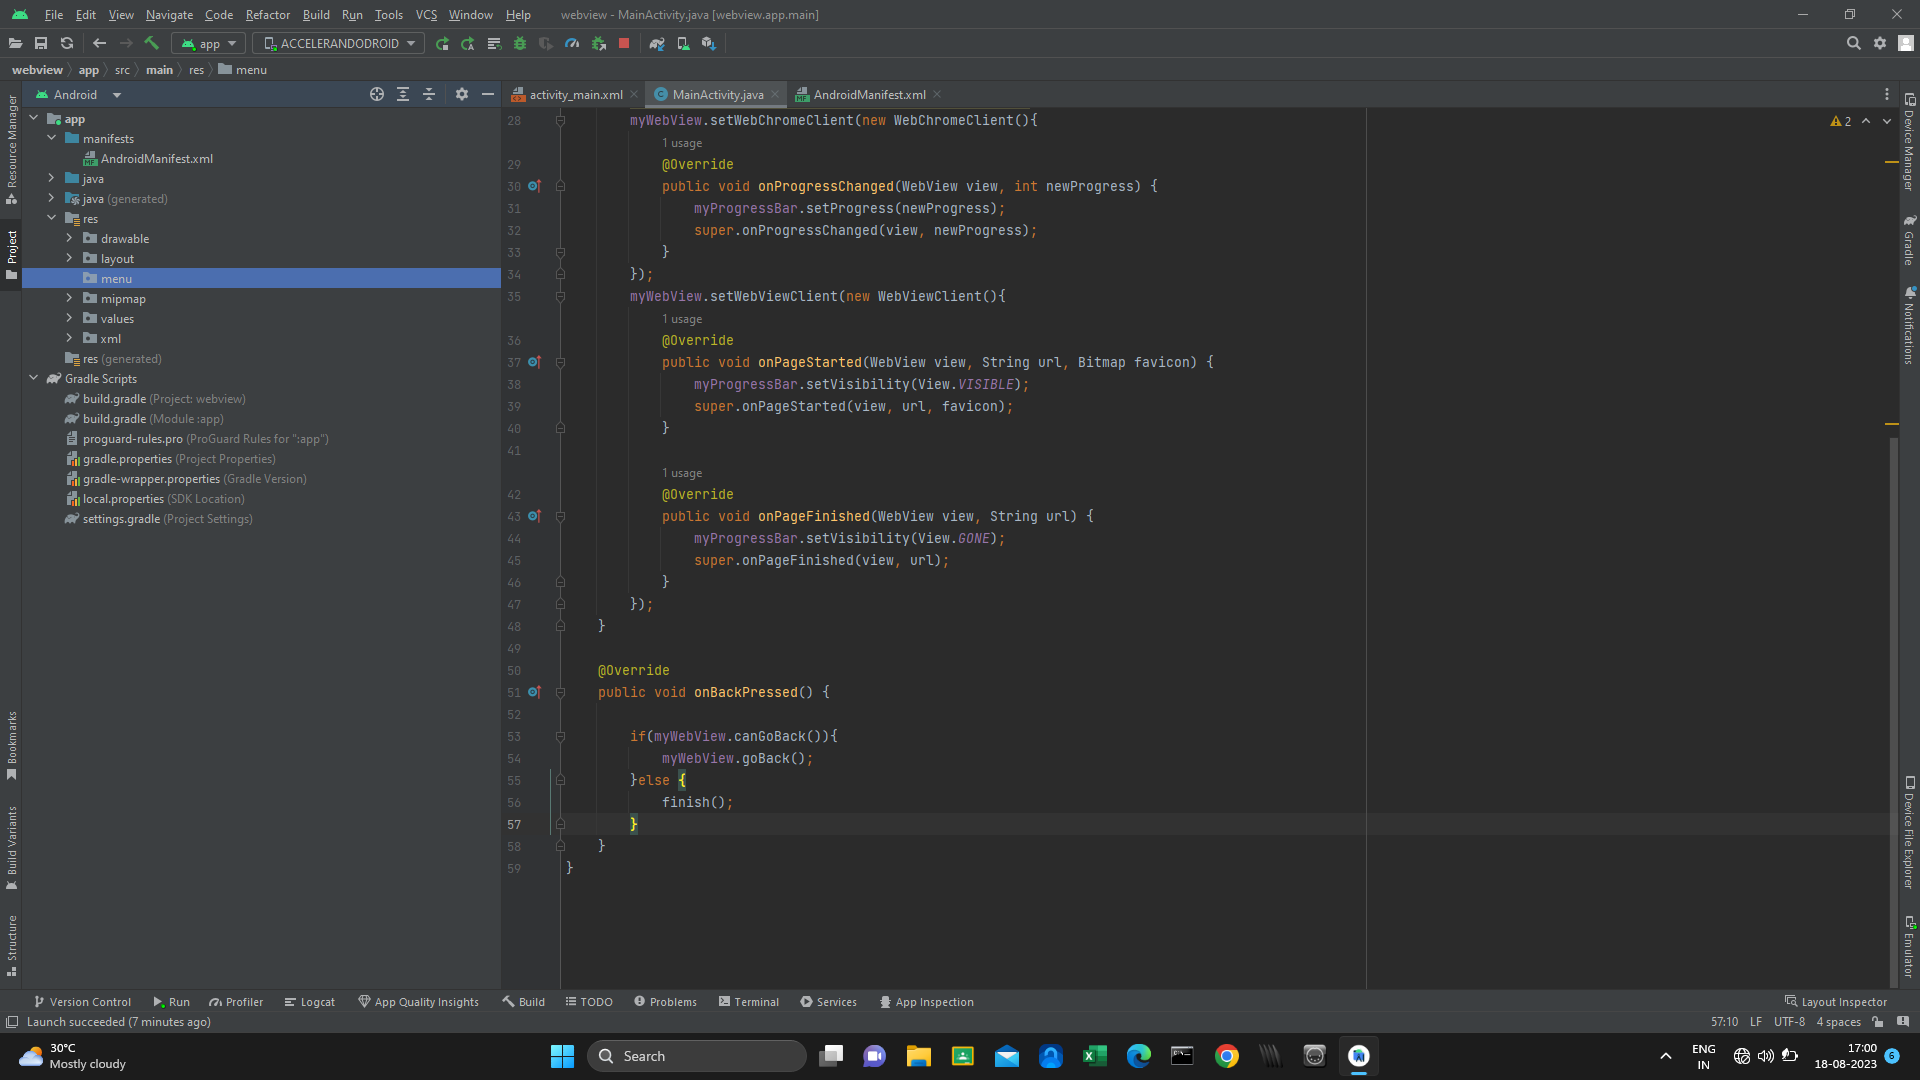 File Edit View Navigate Code Refactor Build Run Tools VCS Window Help webview - MainActivity.java [webview.app.main]
app ACCELERANDODROID
webview app src main res menu
Android
activity_main.xml MainActivity.java AndroidManifest.xml
app
manifests
AndroidManifest.xml
java
java (generated)
res
drawable
layout
menu
mipmap
values
xml
res (generated)
Gradle Scripts
build.gradle (Project: webview)
build.gradle (Module :app)
proguard-rules.pro (ProGuard Rules for ":app")
gradle.properties (Project Properties)
gradle-wrapper.properties (Gradle Version)
local.properties (SDK Location)
settings.gradle (Project Settings)
Resource Manager
Project
Bookmarks
Build Variants
Structure
2
28 myWebView.setWebChromeClient(new WebChromeClient(){
1 usage
29 @Override
30 public void onProgressChanged(WebView view, int newProgress) {
31 myProgressBar.setProgress(newProgress);
32 super.onProgressChanged(view, newProgress);
33 }
34 });
35 myWebView.setWebViewClient(new WebViewClient(){
1 usage
36 @Override
37 public void onPageStarted(WebView view, String url, Bitmap favicon) {
38 myProgressBar.setVisibility(View.VISIBLE);
39 super.onPageStarted(view, url, favicon);
40 }
41
1 usage
42 @Override
43 public void onPageFinished(WebView view, String url) {
44 myProgressBar.setVisibility(View.GONE);
45 super.onPageFinished(view, url);
46 }
47 });
48 }
49
50 @Override
51 public void onBackPressed() {
52
53 if(myWebView.canGoBack()){
54 myWebView.goBack();
55 }else {
56 finish();
57 }
58 }
59 }
Device Manager
Gradle
Notifications
Device File Explorer
Emulator
Version Control Run Profiler Logcat App Quality Insights Build TODO Problems Terminal Services App Inspection Layout Inspector
Launch succeeded (7 minutes ago) 57:10 LF UTF-8 4 spaces
30°C
Mostly cloudy
Search
ENG
IN
17:00
18-08-2023
6